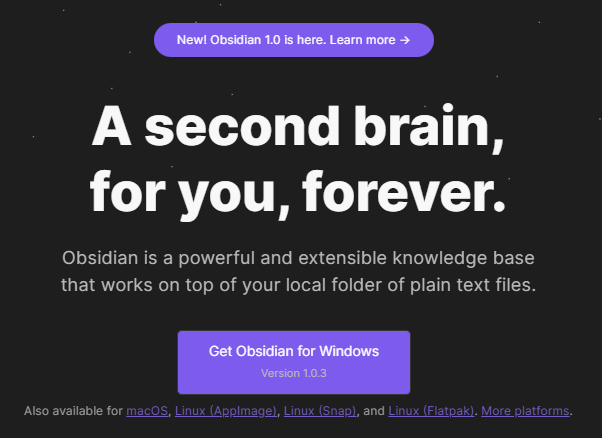 New! Obsidian 1.0 is here. Learn more →
A second brain,
for you, forever.
Obsidian is a powerful and extensible knowledge base
that works on top of your local folder of plain text files.
Get Obsidian for Windows
Version 1.0.3
Also available for macOS, Linux (AppImage), Linux (Snap), and Linux (Flatpak). More platforms.